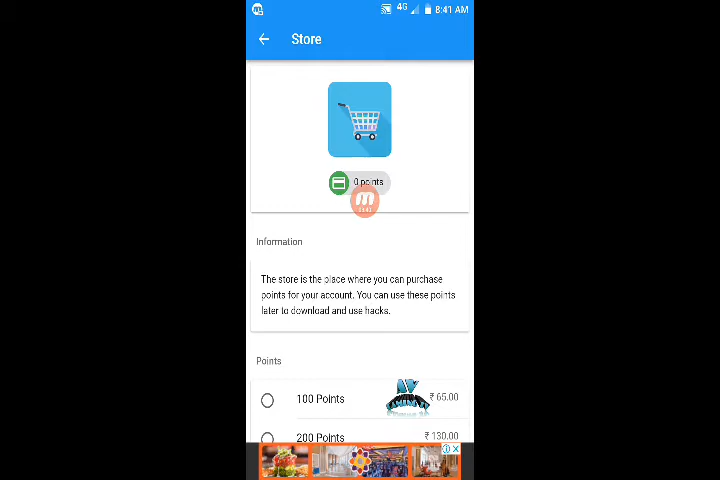 4G 8:41 AM
Store
0 points
Information
The store is the place where you can purchase
points for your account. You can use these points
later to download and use hacks.
Points
100 Points ₹ 65.00
200 Points ₹ 130.00